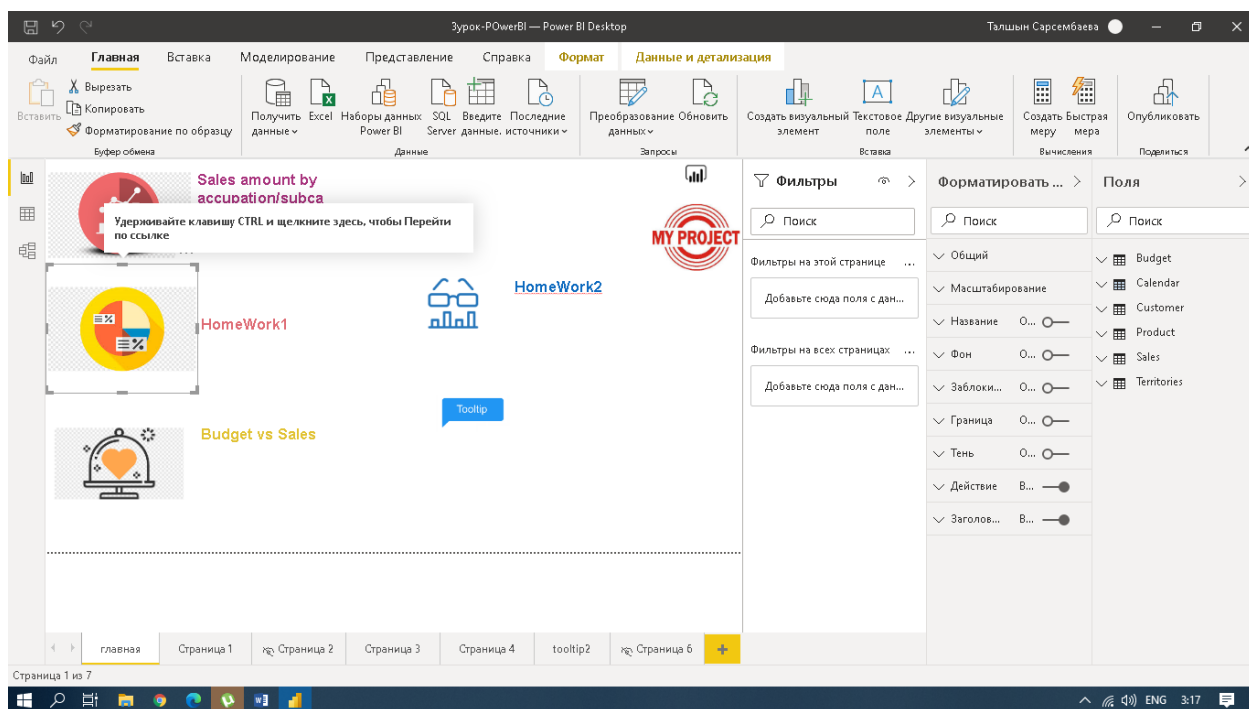 3урок-POwerBI — Power BI Desktop
Талшын Сарсембаева
Файл Главная Вставка Моделирование Представление Справка Формат Данные и детализация
Вставить
Вырезать
Копировать
Форматирование по образцу
Буфер обмена
Получить данные
Excel
Наборы данных Power BI
SQL Server
Введите данные.
Последние источники
Данные
Преобразование данных
Обновить
Запросы
Создать визуальный элемент
Текстовое поле
Другие визуальные элементы
Вставка
Создать меру
Быстрая мера
Вычисления
Опубликовать
Поделиться
Sales amount by
accupation/subca
Удерживайте клавишу CTRL и щелкните здесь, чтобы Перейти
по ссылке
MY PROJECT
HomeWork1
HomeWork2
Tooltip
Budget vs Sales
Фильтры
Поиск
Фильтры на этой странице ...
Добавьте сюда поля с дан...
Фильтры на всех страницах ...
Добавьте сюда поля с дан...
Форматировать ...
Поиск
Общий
Масштабирование
Название О...
Фон О...
Заблоки... О...
Граница О...
Тень О...
Действие В...
Заголов... В...
Поля
Поиск
Budget
Calendar
Customer
Product
Sales
Territories
главная Страница 1 Страница 2 Страница 3 Страница 4 tooltip2 Страница 6
Страница 1 из 7
ENG 3:17